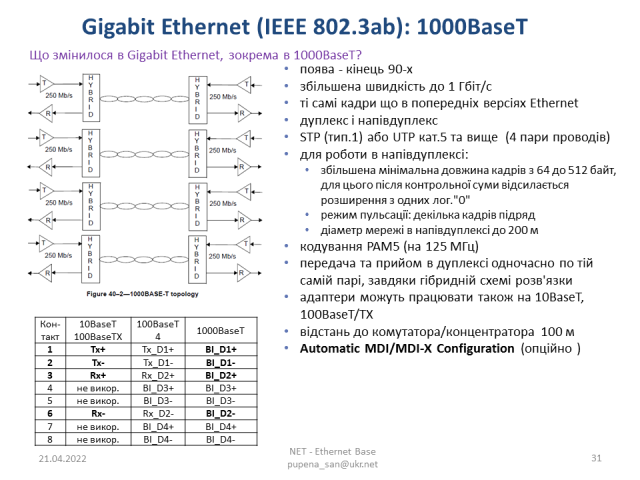 Gigabit Ethernet (IEEE 802.3ab): 1000BaseT
Що змінилося в Gigabit Ethernet, зокрема в 1000BaseT?
T
250 Mb/s
R
HYBRID
HYBRID
T
250 Mb/s
R
T
250 Mb/s
R
HYBRID
HYBRID
T
250 Mb/s
R
T
250 Mb/s
R
HYBRID
HYBRID
T
250 Mb/s
R
T
250 Mb/s
R
HYBRID
HYBRID
T
250 Mb/s
R
Figure 40–2—1000BASE-T topology
Кон-такт 10BaseT 100BaseTX 100BaseT4 1000BaseT
1 Tx+ Tx_D1+ BI_D1+
2 Tx- Tx_D1- BI_D1-
3 Rx+ Rx_D2+ BI_D2+
4 не викор. BI_D3+ BI_D3+
5 не викор. BI_D3- BI_D3-
6 Rx- Rx_D2- BI_D2-
7 не викор. BI_D4+ BI_D4+
8 не викор. BI_D4- BI_D4-
• поява - кінець 90-х
• збільшена швидкість до 1 Гбіт/с
• ті самі кадри що в попередніх версіях Ethernet
• дуплекс і напівдуплекс
• STP (тип.1) або UTP кат.5 та вище (4 пари проводів)
• для роботи в напівдуплексі:
• збільшена мінімальна довжина кадрів з 64 до 512 байт,
для цього після контрольної суми відсилається
розширення з одних лог."0"
• режим пульсації: декілька кадрів підряд
• діаметр мережі в напівдуплексі до 200 м
• кодування PAM5 (на 125 МГц)
• передача та прийом в дуплексі одночасно по тій
самій парі, завдяки гібридній схемі розв'язки
• адаптери можуть працювати також на 10BaseT,
100BaseT/TX
• відстань до комутатора/концентратора 100 м
• Automatic MDI/MDI-X Configuration (опційно )
21.04.2022
NET - Ethernet Base
pupena_san@ukr.net
31